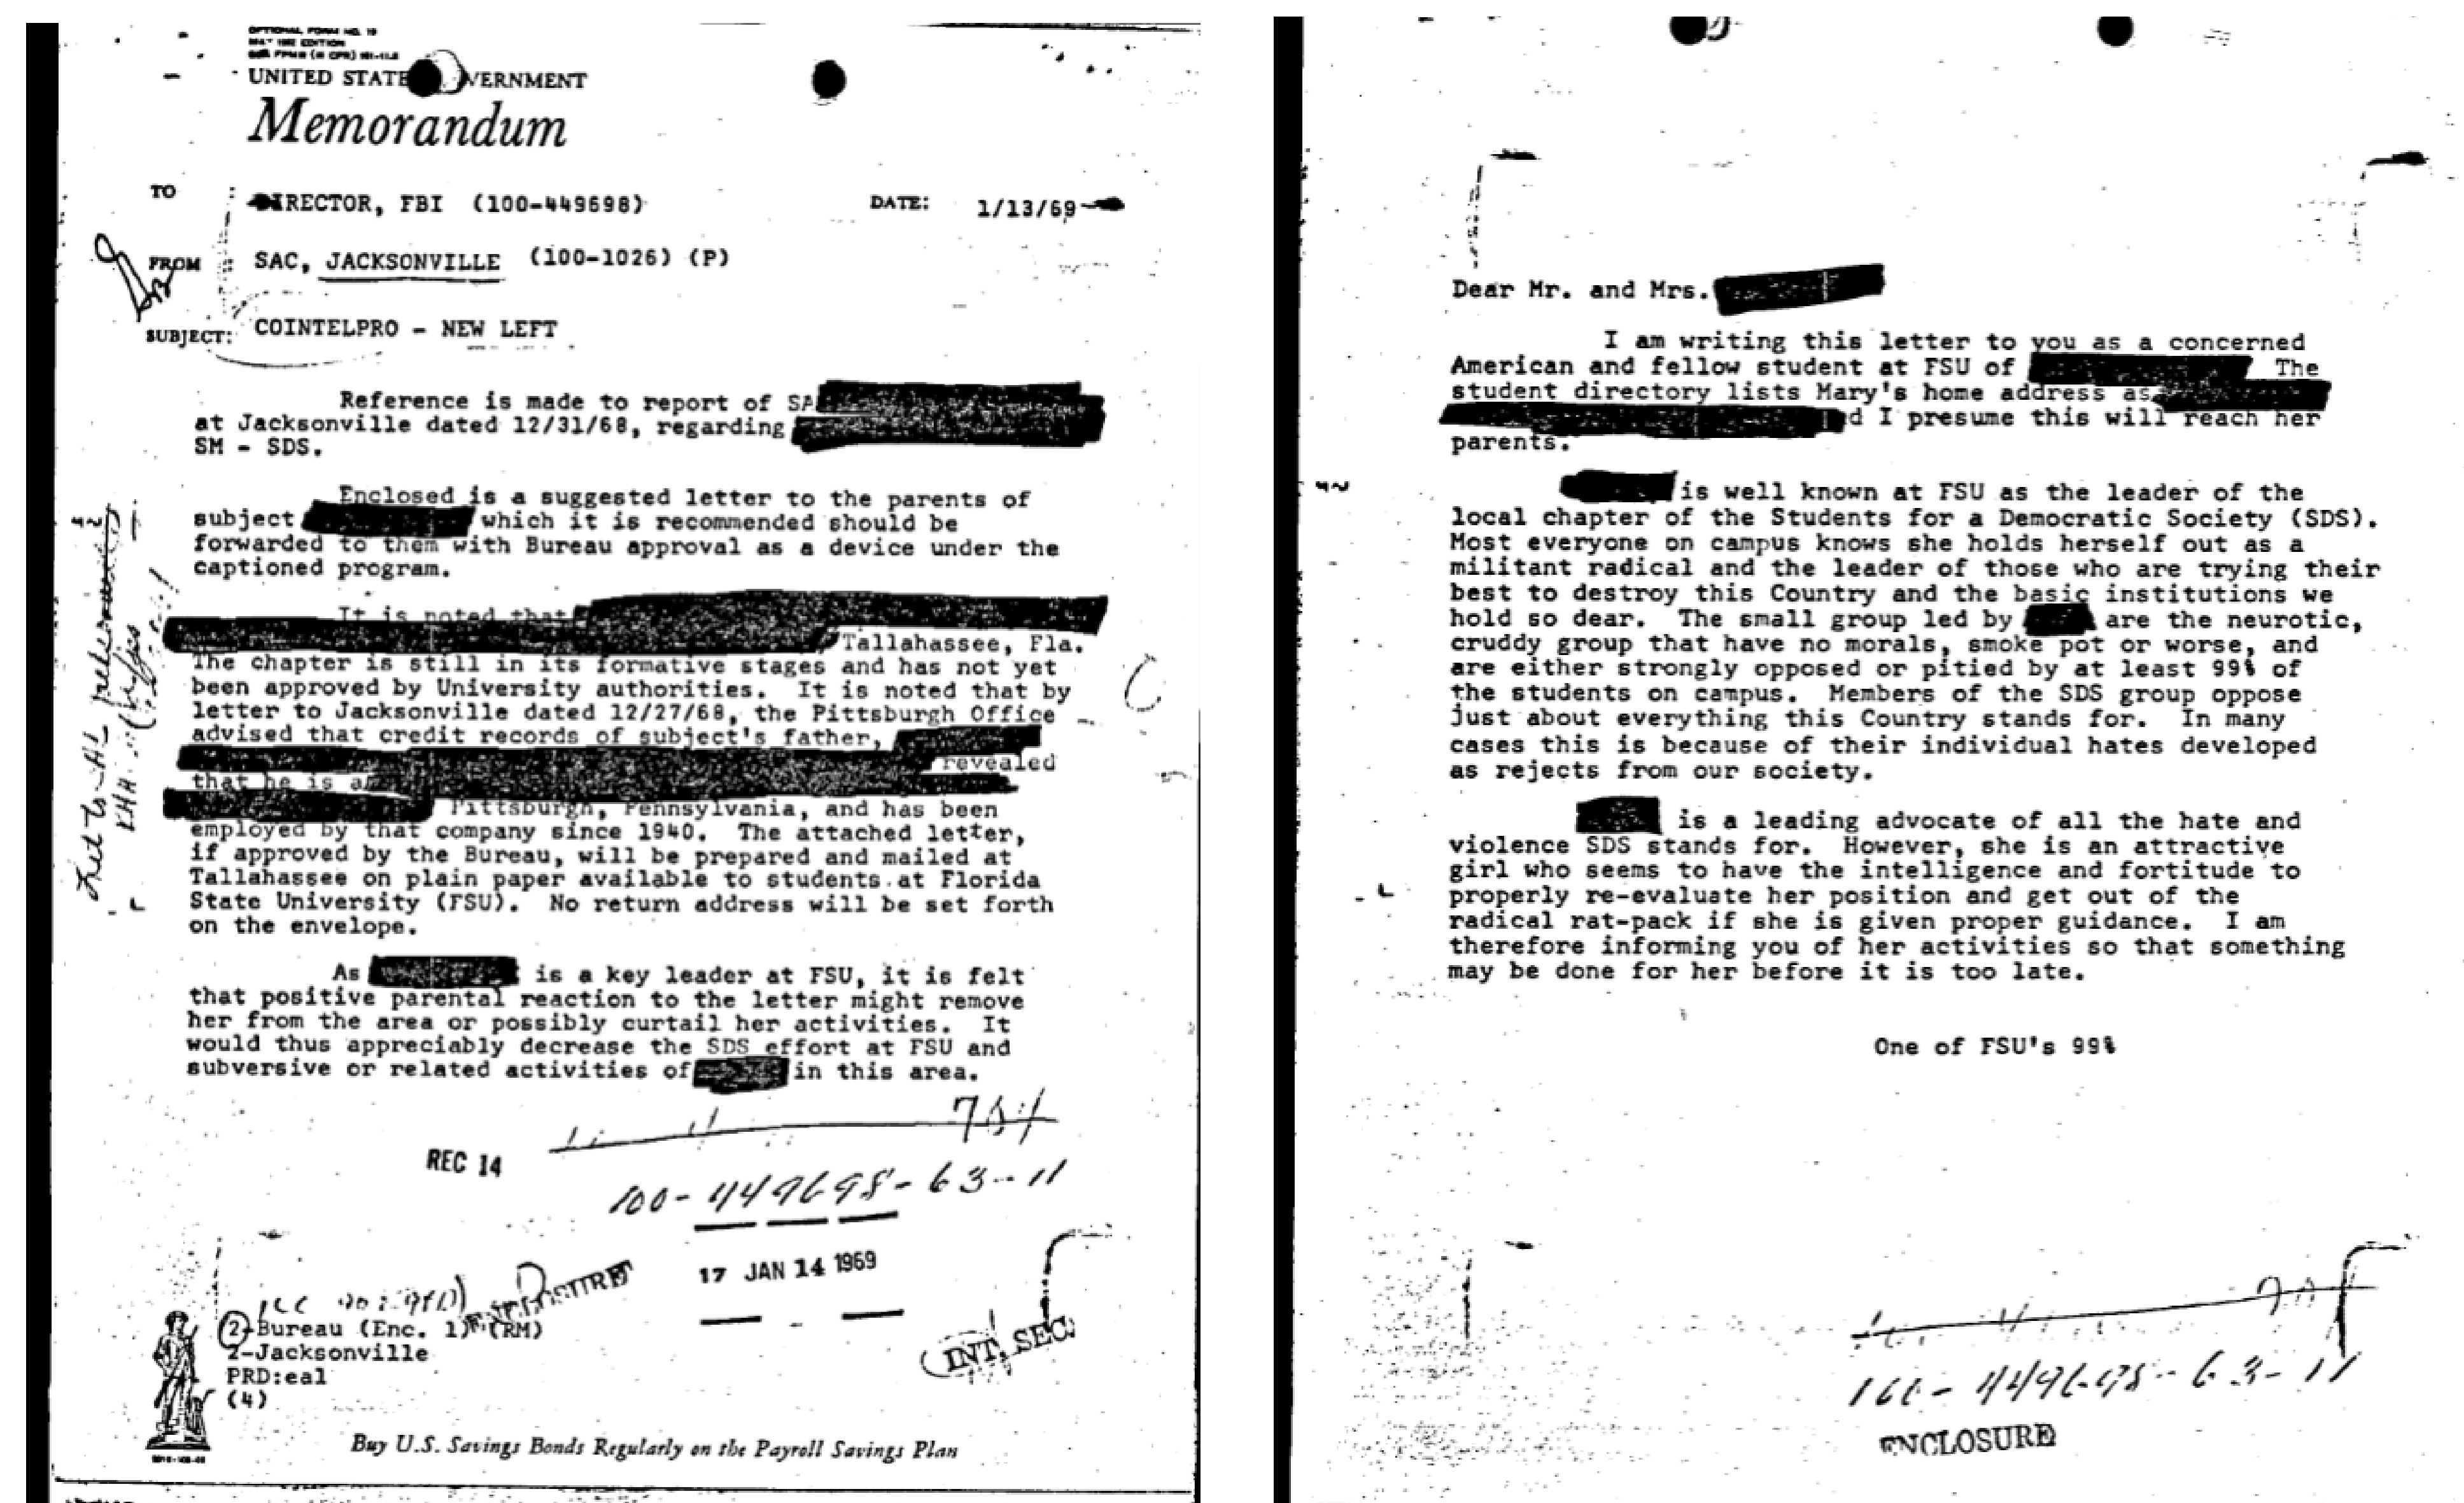 OPTIONAL FORM NO. 10
MAY 1962 EDITION
GSA FPMR (41 CFR) 101-11.6
UNITED STATE VERNMENT
Memorandum
TO : DIRECTOR, FBI (100-449698) DATE: 1/13/69
FROM : SAC, JACKSONVILLE (100-1026) (P)
SUBJECT: COINTELPRO - NEW LEFT
Reference is made to report of SA
at Jacksonville dated 12/31/68, regarding
SM - SDS.
Enclosed is a suggested letter to the parents of
subject which it is recommended should be
forwarded to them with Bureau approval as a device under the
captioned program.
It is noted that
Tallahassee, Fla.
The chapter is still in its formative stages and has not yet
been approved by University authorities. It is noted that by
letter to Jacksonville dated 12/27/68, the Pittsburgh Office
advised that credit records of subject's father,
revealed
that he is a
Pittsburgh, Pennsylvania, and has been
employed by that company since 1940. The attached letter,
if approved by the Bureau, will be prepared and mailed at
Tallahassee on plain paper available to students at Florida
State University (FSU). No return address will be set forth
on the envelope.
As is a key leader at FSU, it is felt
that positive parental reaction to the letter might remove
her from the area or possibly curtail her activities. It
would thus appreciably decrease the SDS effort at FSU and
subversive or related activities of in this area.
REC 14
100-449698-63-11
17 JAN 14 1969
ENCLOSURE
2-Bureau (Enc. 1) (RM)
2-Jacksonville
PRD:eal
(4)
INT. SEC.
Buy U.S. Savings Bonds Regularly on the Payroll Savings Plan
Dear Mr. and Mrs.
I am writing this letter to you as a concerned
American and fellow student at FSU of The
student directory lists Mary's home address as
d I presume this will reach her
parents.
is well known at FSU as the leader of the
local chapter of the Students for a Democratic Society (SDS).
Most everyone on campus knows she holds herself out as a
militant radical and the leader of those who are trying their
best to destroy this Country and the basic institutions we
hold so dear. The small group led by are the neurotic,
cruddy group that have no morals, smoke pot or worse, and
are either strongly opposed or pitied by at least 99% of
the students on campus. Members of the SDS group oppose
just about everything this Country stands for. In many
cases this is because of their individual hates developed
as rejects from our society.
is a leading advocate of all the hate and
violence SDS stands for. However, she is an attractive
girl who seems to have the intelligence and fortitude to
properly re-evaluate her position and get out of the
radical rat-pack if she is given proper guidance. I am
therefore informing you of her activities so that something
may be done for her before it is too late.
One of FSU's 99%
100-449698-63-11
ENCLOSURE